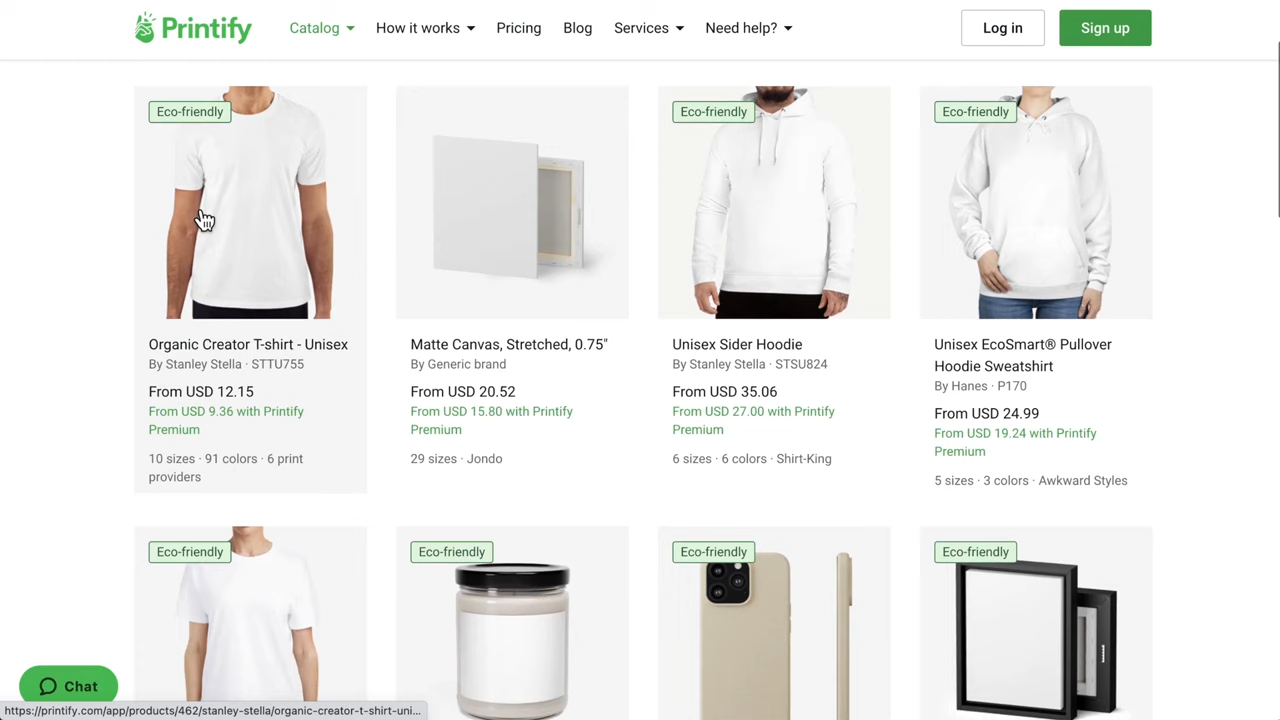 Printify
Catalog
How it works
Pricing
Blog
Services
Need help?
Log in
Sign up
Eco-friendly
Eco-friendly
Eco-friendly
Organic Creator T-shirt - Unisex
By Stanley Stella · STTU755
From USD 12.15
From USD 9.36 with Printify
Premium
10 sizes · 91 colors · 6 print
providers
Matte Canvas, Stretched, 0.75"
By Generic brand
From USD 20.52
From USD 15.80 with Printify
Premium
29 sizes · Jondo
Unisex Sider Hoodie
By Stanley Stella · STSU824
From USD 35.06
From USD 27.00 with Printify
Premium
6 sizes · 6 colors · Shirt-King
Unisex EcoSmart® Pullover
Hoodie Sweatshirt
By Hanes · P170
From USD 24.99
From USD 19.24 with Printify
Premium
5 sizes · 3 colors · Awkward Styles
Eco-friendly
Eco-friendly
Eco-friendly
Eco-friendly
Chat
https://printify.com/app/products/462/stanley-stella/organic-creator-t-shirt-uni...